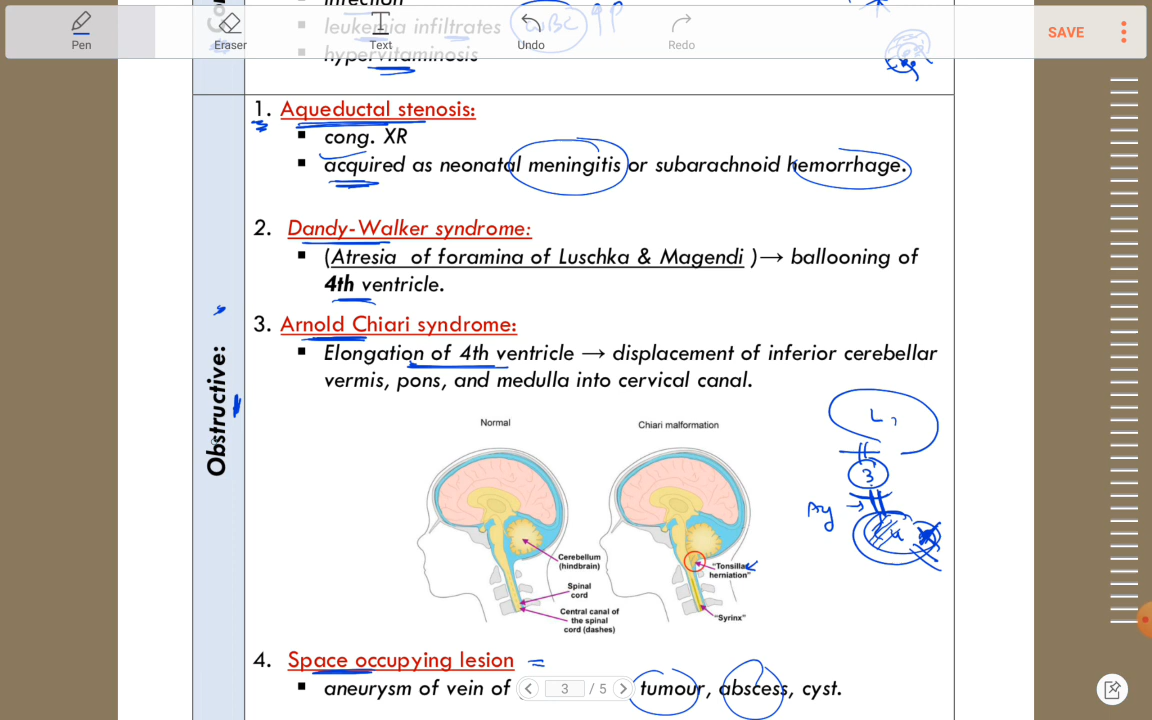 infection
leukemia infiltrates WBC
hypervitaminosis
Pen
Eraser
Text
Undo
Redo
SAVE
1. Aqueductal stenosis:
▪ cong. XR
▪ acquired as neonatal meningitis or subarachnoid hemorrhage.
2. Dandy-Walker syndrome:
▪ (Atresia of foramina of Luschka & Magendi )→ ballooning of
4th ventricle.
3. Arnold Chiari syndrome:
▪ Elongation of 4th ventricle → displacement of inferior cerebellar
vermis, pons, and medulla into cervical canal.
Obstructive:
Normal
Chiari malformation
Cerebellum
(hindbrain)
Spinal
cord
Central canal of
the spinal
cord (dashes)
"Tonsillar
herniation"
"Syrinx"
L
3
Aq
4
4. Space occupying lesion =
▪ aneurysm of vein of tumour, abscess, cyst.
3 / 5